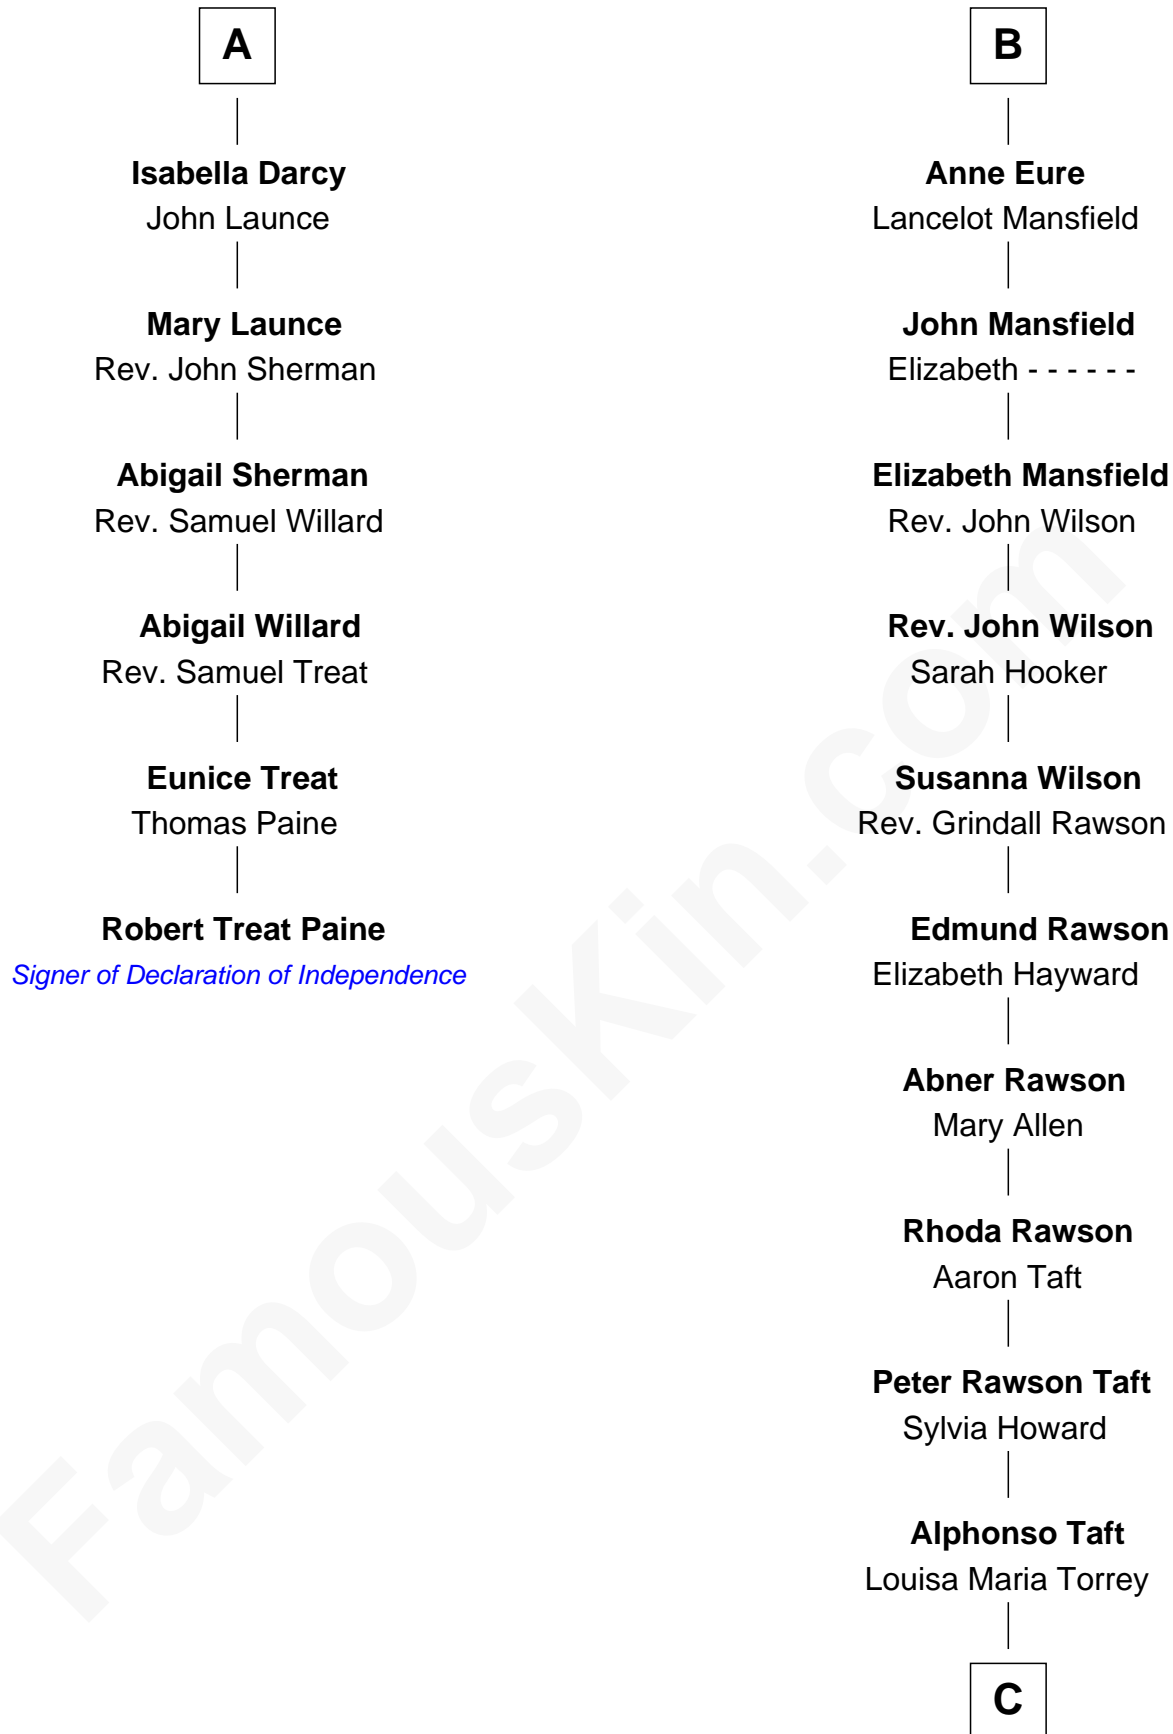 A
Isabella Darcy
John Launce
Mary Launce
Rev. John Sherman
Abigail Sherman
Rev. Samuel Willard
Abigail Willard
Rev. Samuel Treat
Eunice Treat
Thomas Paine
Robert Treat Paine
Signer of Declaration of Independence
B
Anne Eure
Lancelot Mansfield
John Mansfield
Elizabeth - - - - - -
Elizabeth Mansfield
Rev. John Wilson
Rev. John Wilson
Sarah Hooker
Susanna Wilson
Rev. Grindall Rawson
Edmund Rawson
Elizabeth Hayward
Abner Rawson
Mary Allen
Rhoda Rawson
Aaron Taft
Peter Rawson Taft
Sylvia Howard
Alphonso Taft
Louisa Maria Torrey
C
FamousKin.com